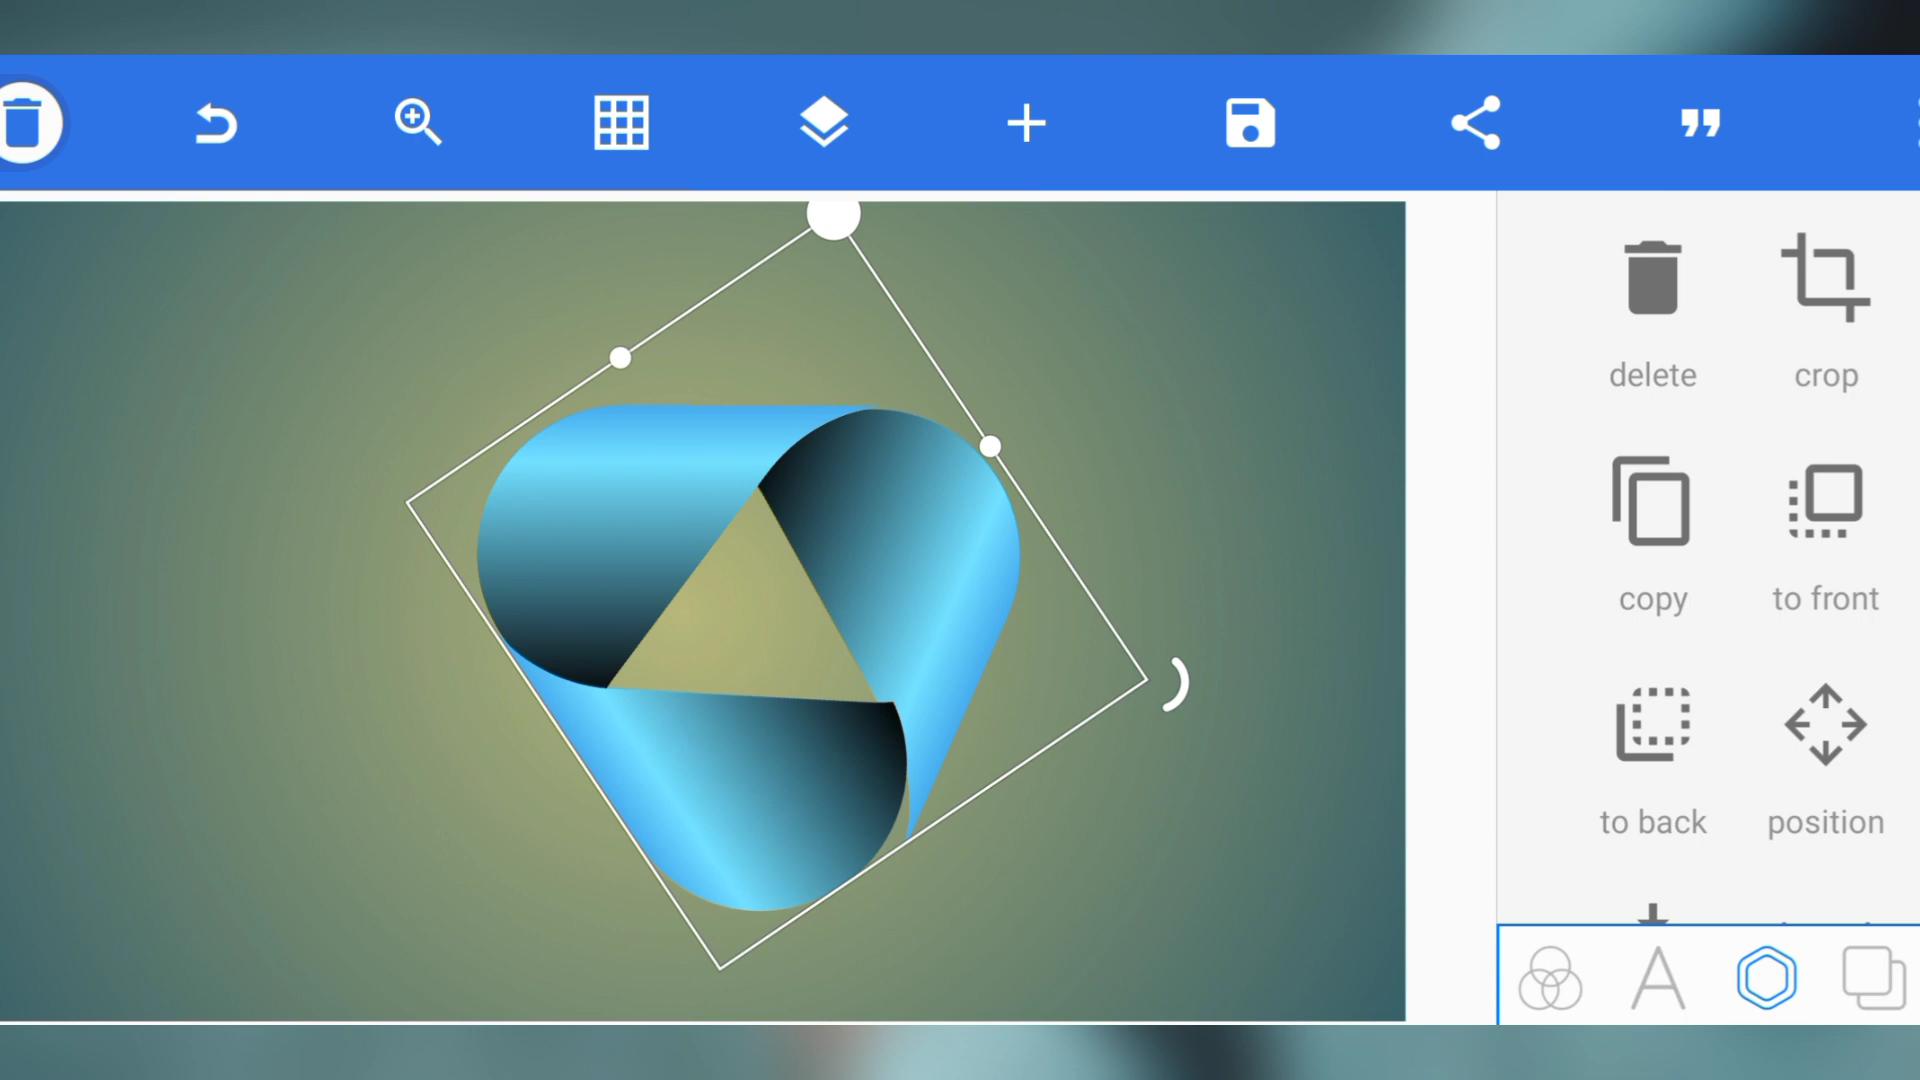 delete
crop
copy
to front
to back
position